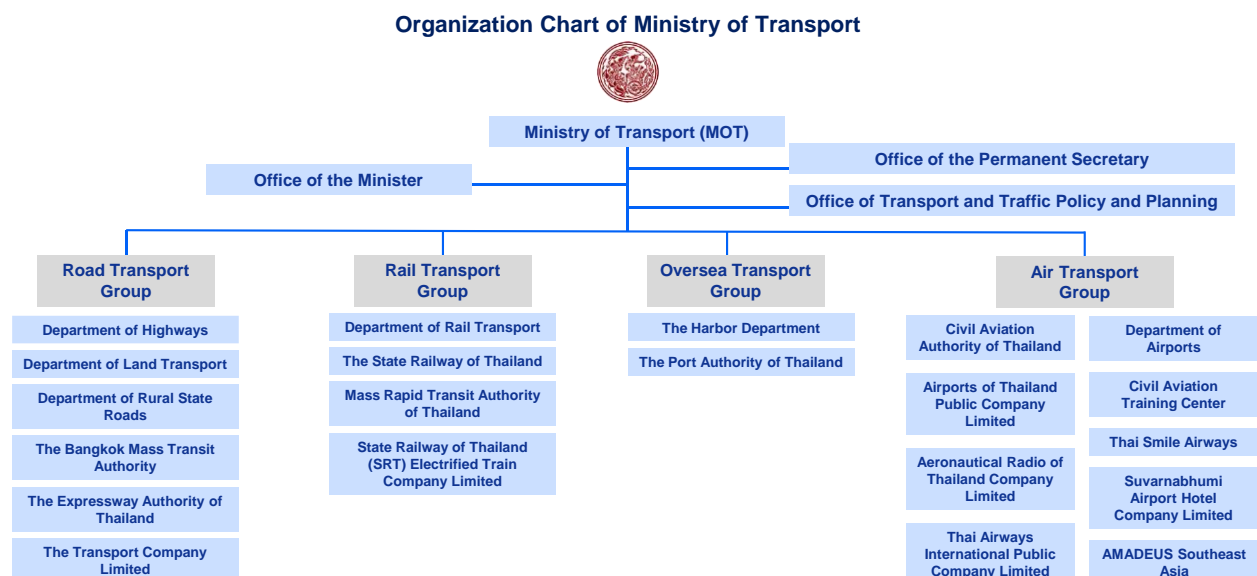 Organization Chart of Ministry of Transport
Ministry of Transport (MOT)
Office of the Permanent Secretary
Office of the Minister
Office of Transport and Traffic Policy and Planning
Road Transport
Group
Department of Highways
Department of Land Transport
Department of Rural State
Roads
The Bangkok Mass Transit
Authority
The Expressway Authority of
Thailand
The Transport Company
Limited
Rail Transport
Group
Department of Rail Transport
The State Railway of Thailand
Mass Rapid Transit Authority
of Thailand
State Railway of Thailand
(SRT) Electrified Train
Company Limited
Oversea Transport
Group
The Harbor Department
The Port Authority of Thailand
Air Transport
Group
Civil Aviation
Authority of Thailand
Airports of Thailand
Public Company
Limited
Aeronautical Radio of
Thailand Company
Limited
Thai Airways
International Public
Company Limited
Department of
Airports
Civil Aviation
Training Center
Thai Smile Airways
Suvarnabhumi
Airport Hotel
Company Limited
AMADEUS Southeast
Asia